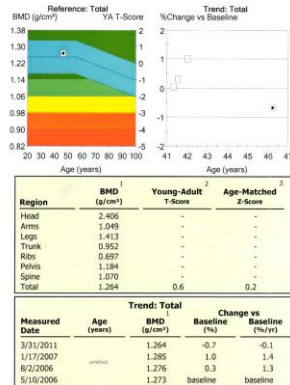 Reference: Total
BMD (g/cm²) YA T-Score
1.38 2
1.30 1
1.22 0
1.14 -1
1.06 -2
0.98 -3
0.90 -4
0.82 -5
20 30 40 50 60 70 80 90 100
Age (years)
Trend: Total
%Change vs Baseline
2
1
0
-1
-2
41 42 43 44 45 46 47
Age (years)
BMD 1 Young-Adult 2 Age-Matched 3
Region (g/cm²) T-Score Z-Score
Head 2.406 - -
Arms 1.049 - -
Legs 1.413 - -
Trunk 0.952 - -
Ribs 0.697 - -
Pelvis 1.184 - -
Spine 1.070 - -
Total 1.264 0.6 0.2
Trend: Total
Change vs
Measured Age BMD 1 Baseline Baseline
Date (years) (g/cm²) (%) (%/yr)
3/31/2011 1.264 -0.7 -0.1
1/17/2007 1.285 1.0 1.4
8/2/2006 1.276 0.3 1.3
5/10/2006 1.273 baseline baseline